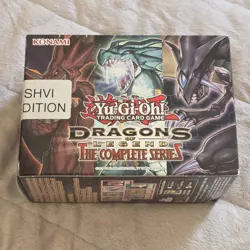 KONAMI
SHVI
DITION
Yu-Gi-Oh!
TRADING CARD GAME
DRAGONS
OF
LEGEND
THE COMPLETE SERIES